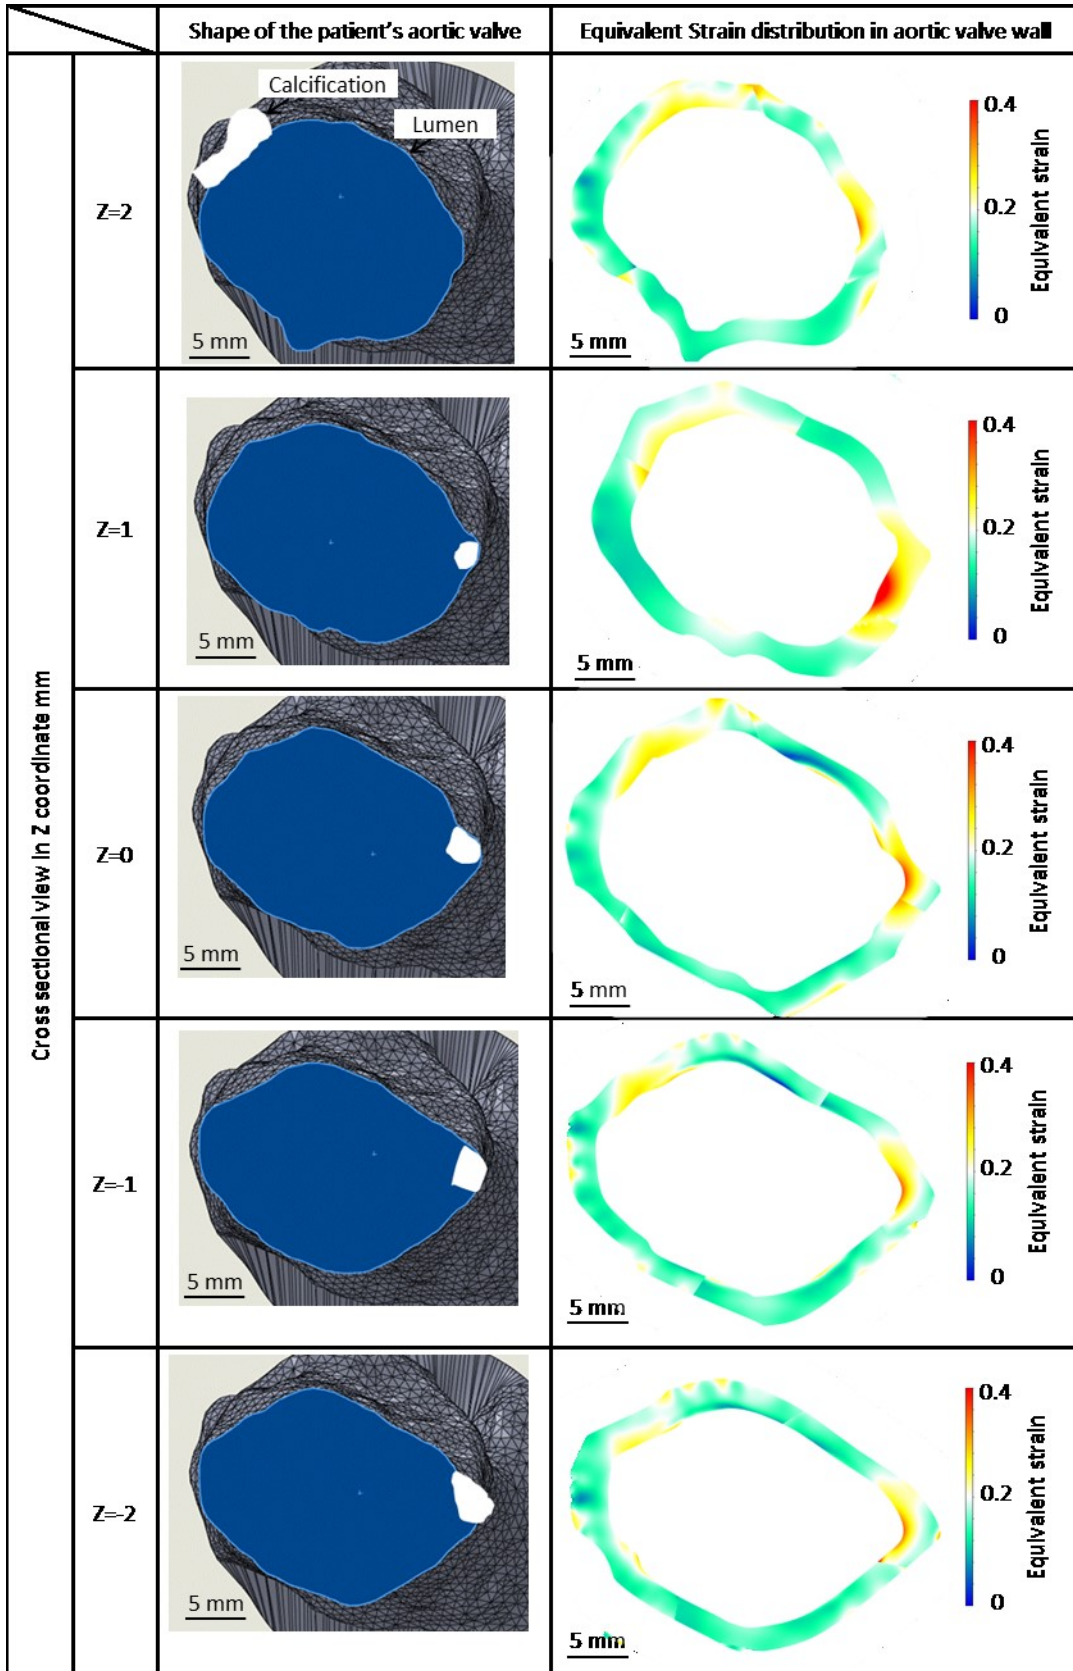 Shape of the patient's aortic valve
Equivalent Strain distribution in aortic valve wall
Cross sectional view in Z coordinate mm
Z=2
Calcification
Lumen
5 mm
5 mm
0.4
0.2
0
Equivalent strain
Z=1
5 mm
5 mm
0.4
0.2
0
Equivalent strain
Z=0
5 mm
5 mm
0.4
0.2
0
Equivalent strain
Z=-1
5 mm
5 mm
0.4
0.2
0
Equivalent strain
Z=-2
5 mm
5 mm
0.4
0.2
0
Equivalent strain